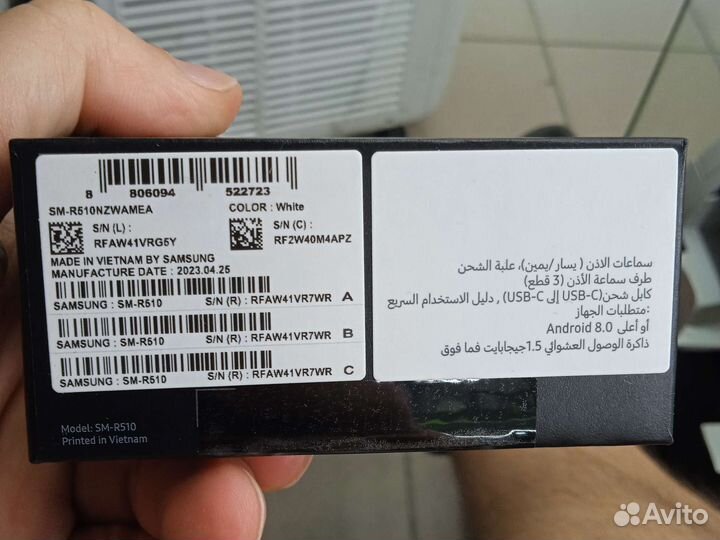 8 806094 522723
SM-R510NZWAMEA COLOR : White
S/N (L) :
RFAW41VRG5Y
S/N (C) :
RF2W40M4APZ
MADE IN VIETNAM BY SAMSUNG
MANUFACTURE DATE : 2023.04.25
SAMSUNG: SM-R510 S/N (R) : RFAW41VR7WR A
SAMSUNG : SM-R510 S/N (R) : RFAW41VR7WR B
SAMSUNG : SM-R510 S/N (R) : RFAW41VR7WR C
Model: SM-R510
Printed in Vietnam
سماعات الاذن ( يسار/يمين)، علبة الشحن
طرف سماعة الأذن (3 قطع)
كابل شحن(USB-C إلى USB-C) , دليل الاستخدام السريع
متطلبات الجهاز:
Android 8.0 أو أعلى
ذاكرة الوصول العشوائي 1.5جيجابايت فما فوق
Avito